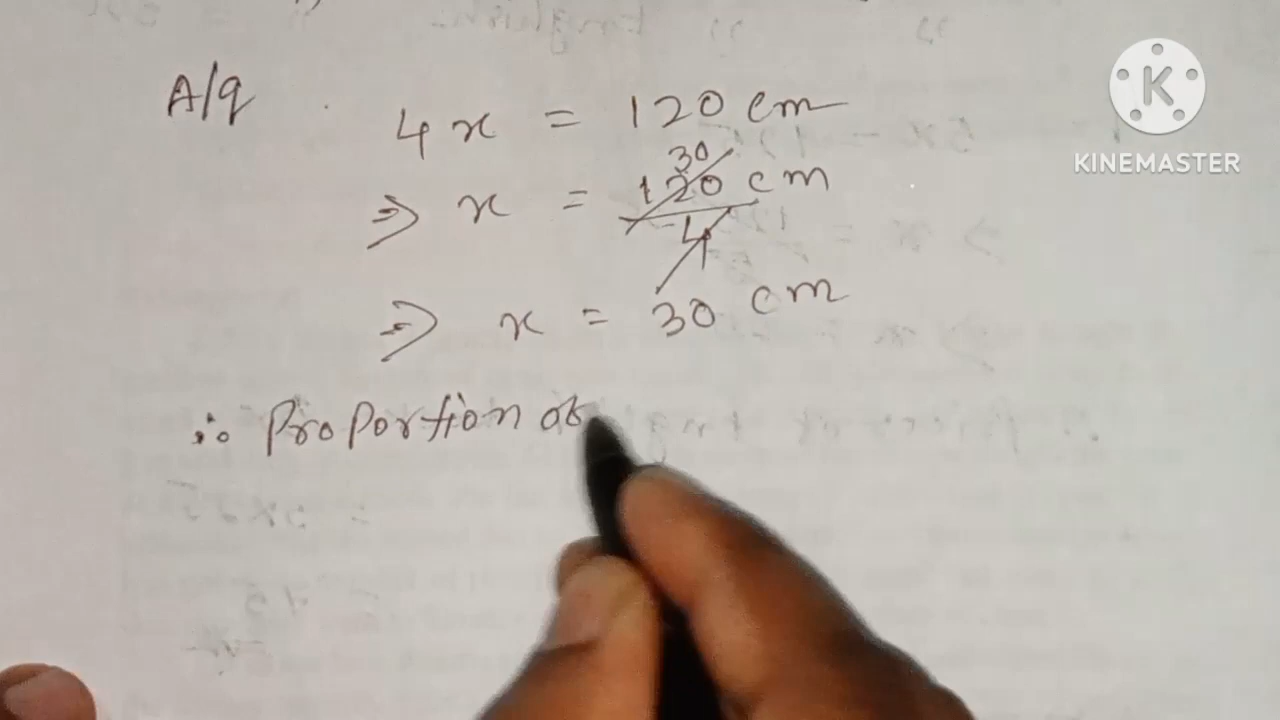 A/q 4x = 120 cm
⇒ x = 120 cm / 4 30
⇒ x = 30 cm
∴ Proportion of
K
KINEMASTER